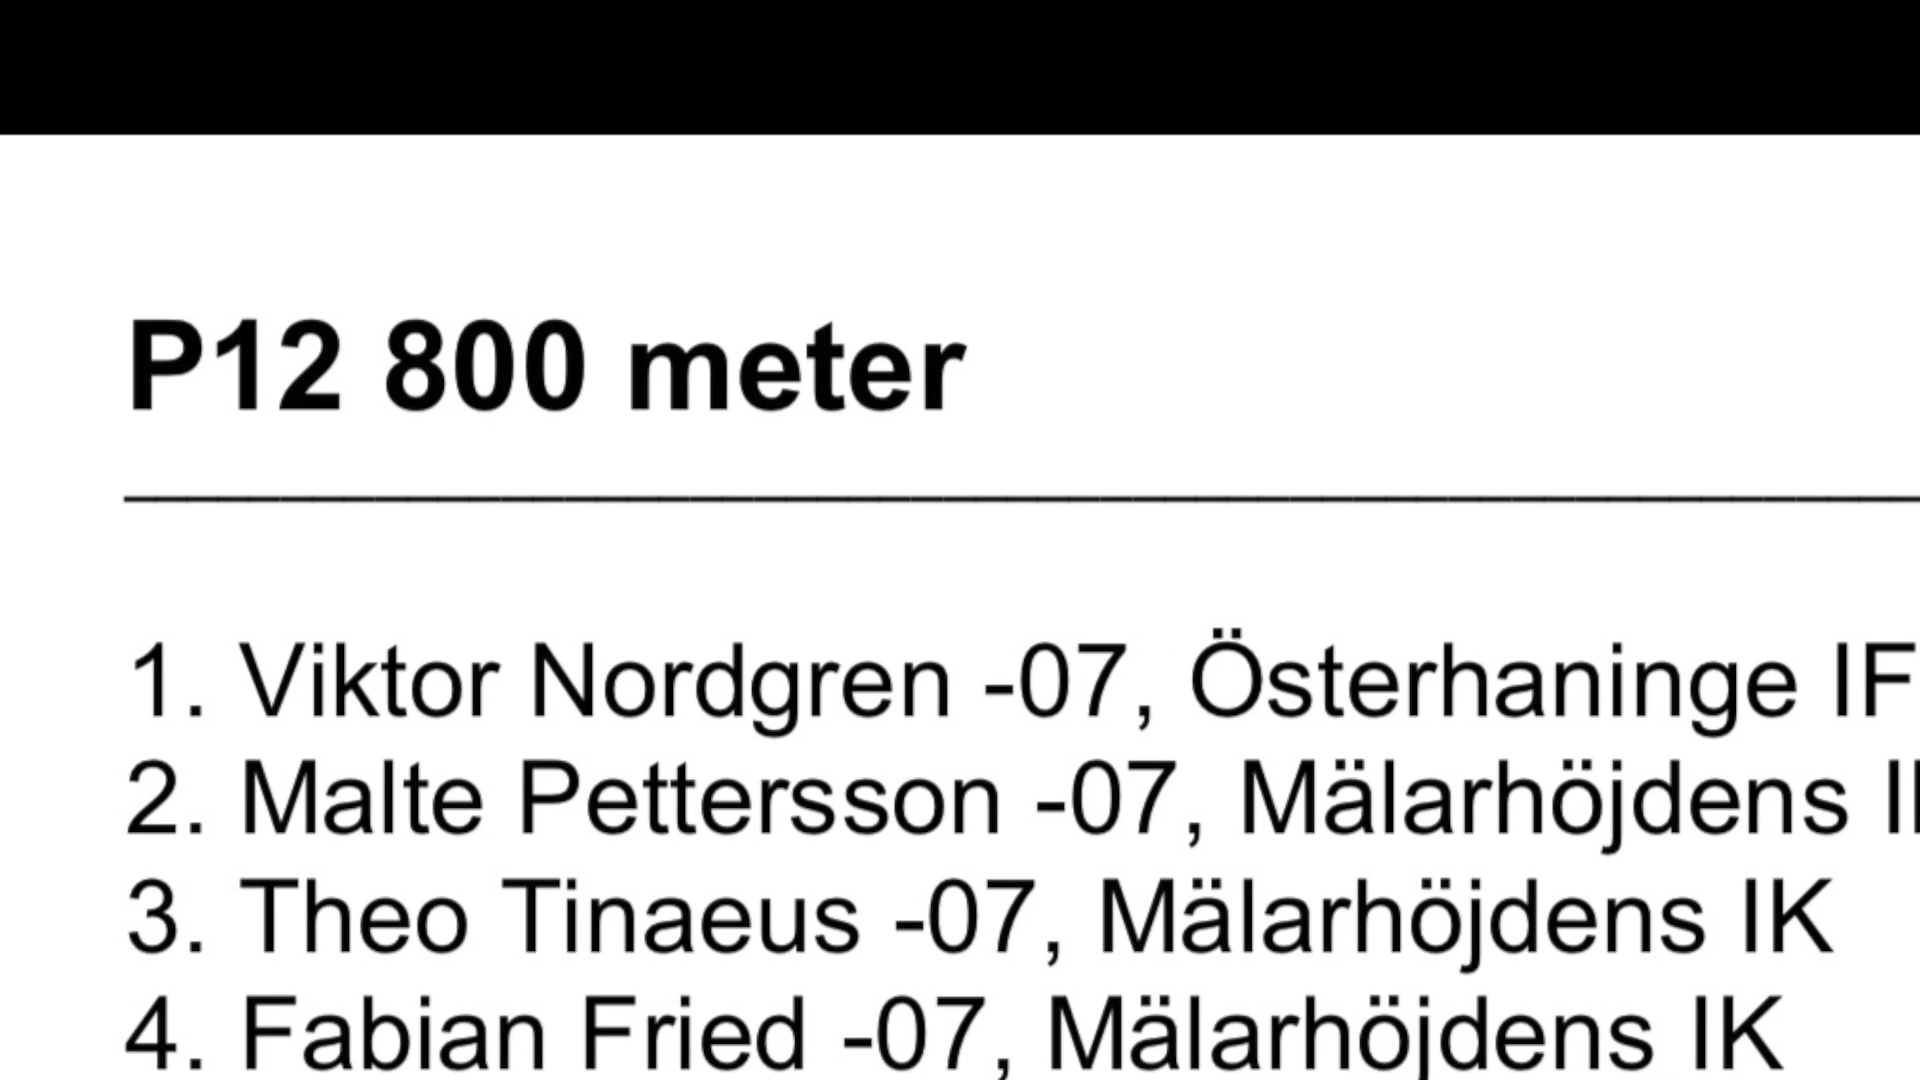 P12 800 meter
1. Viktor Nordgren -07, Österhaninge IF
2. Malte Pettersson -07, Mälarhöjdens
3. Theo Tinaeus -07, Mälarhöjdens IK
4. Fabian Fried -07, Mälarhöjdens IK